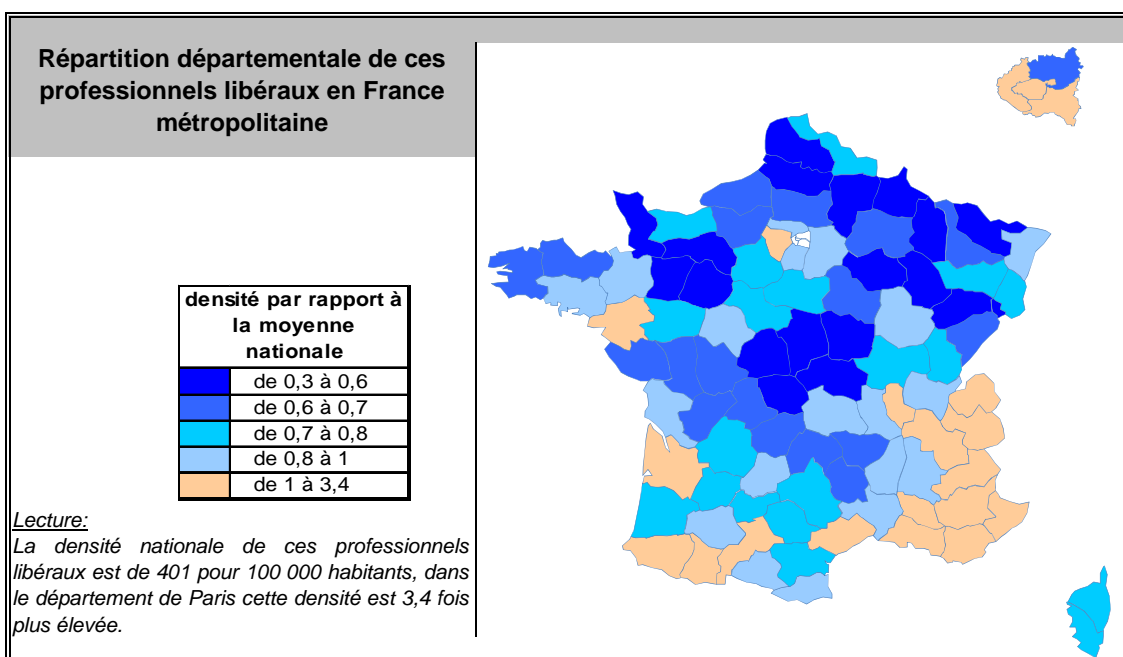 Répartition départementale de ces
professionnels libéraux en France
métropolitaine
densité par rapport à
la moyenne
nationale
de 0,3 à 0,6
de 0,6 à 0,7
de 0,7 à 0,8
de 0,8 à 1
de 1 à 3,4
Lecture:
La densité nationale de ces professionnels
libéraux est de 401 pour 100 000 habitants, dans
le département de Paris cette densité est 3,4 fois
plus élevée.